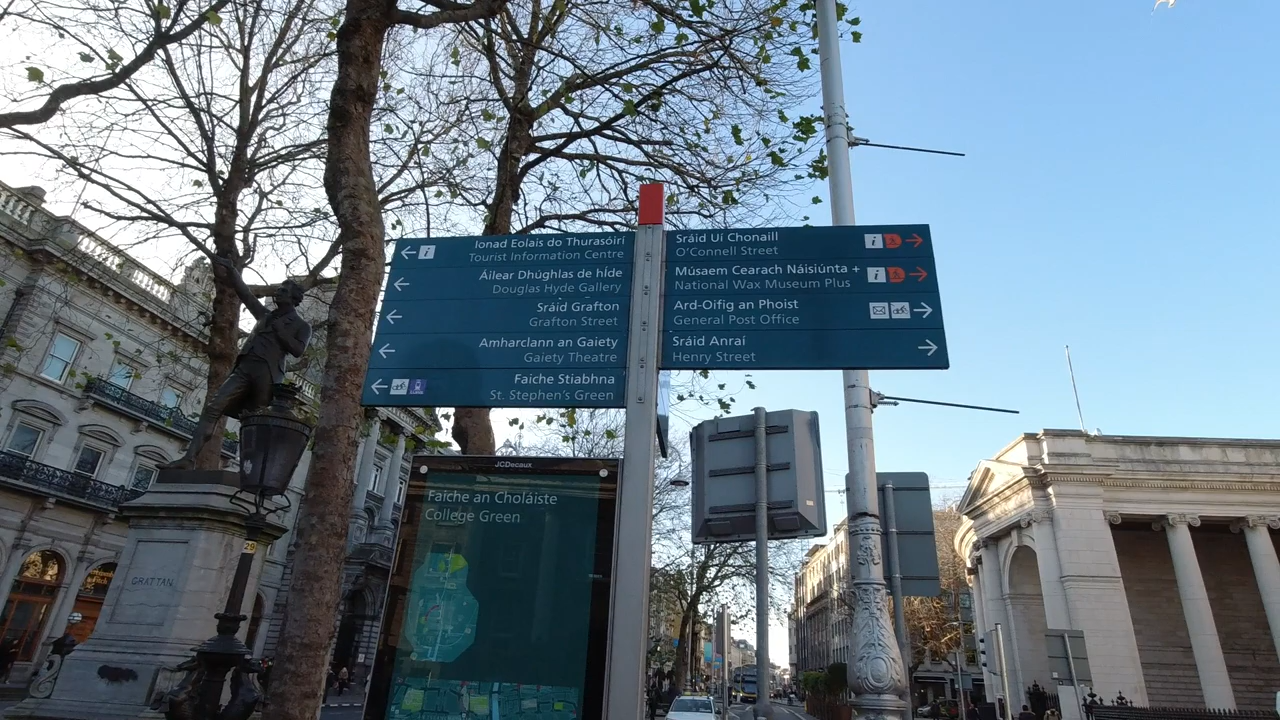 Ionad Eolais do Thurasóirí
Tourist Information Centre
Áilear Dhúghlas de hÍde
Douglas Hyde Gallery
Sráid Grafton
Grafton Street
Amharclann an Gaiety
Gaiety Theatre
Faiche Stiabhna
St. Stephen's Green
Sráid Uí Chonaill
O'Connell Street
Músaem Cearach Náisiúnta +
National Wax Museum Plus
Ard-Oifig an Phoist
General Post Office
Sráid Anraí
Henry Street
JCDecaux
Faiche an Choláiste
College Green
GRATTAN
29